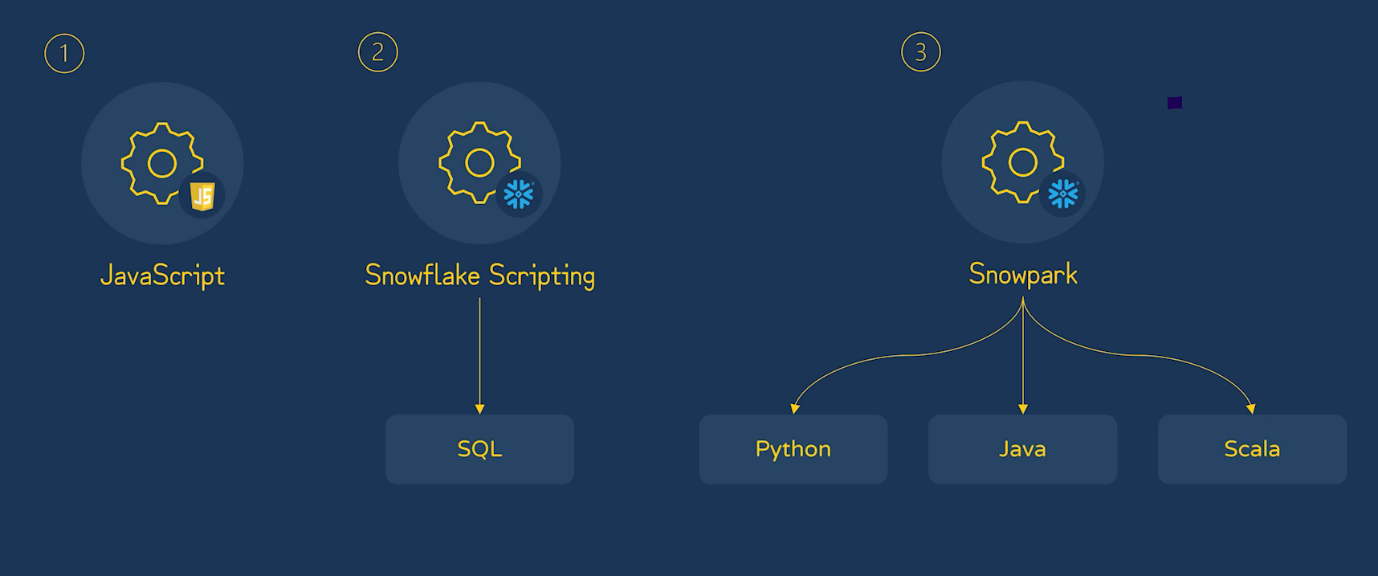 1
2
3
JS
JavaScript
Snowflake Scripting
Snowpark
SQL
Python
Java
Scala